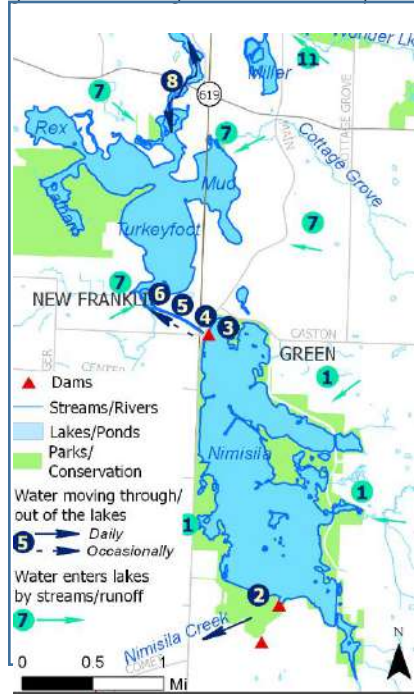 Wonder L
Miller
11
8
7
619
MAIN
COTTAGE GROVE
Cottage Grove
Rex
7
Mud
7
Turkeyfoot
7
NEW FRANKLI
6
5
4
3
CASTON
GREEN
CENTER
1
Dams
Streams/Rivers
Lakes/Ponds
Parks/
Conservation
Nimisila
Water moving through/
out of the lakes
5
Daily
Occasionally
1
1
Water enters lakes
by streams/runoff
7
2
Nimisila Creek
COMET
N
0 0.5 1
Mi